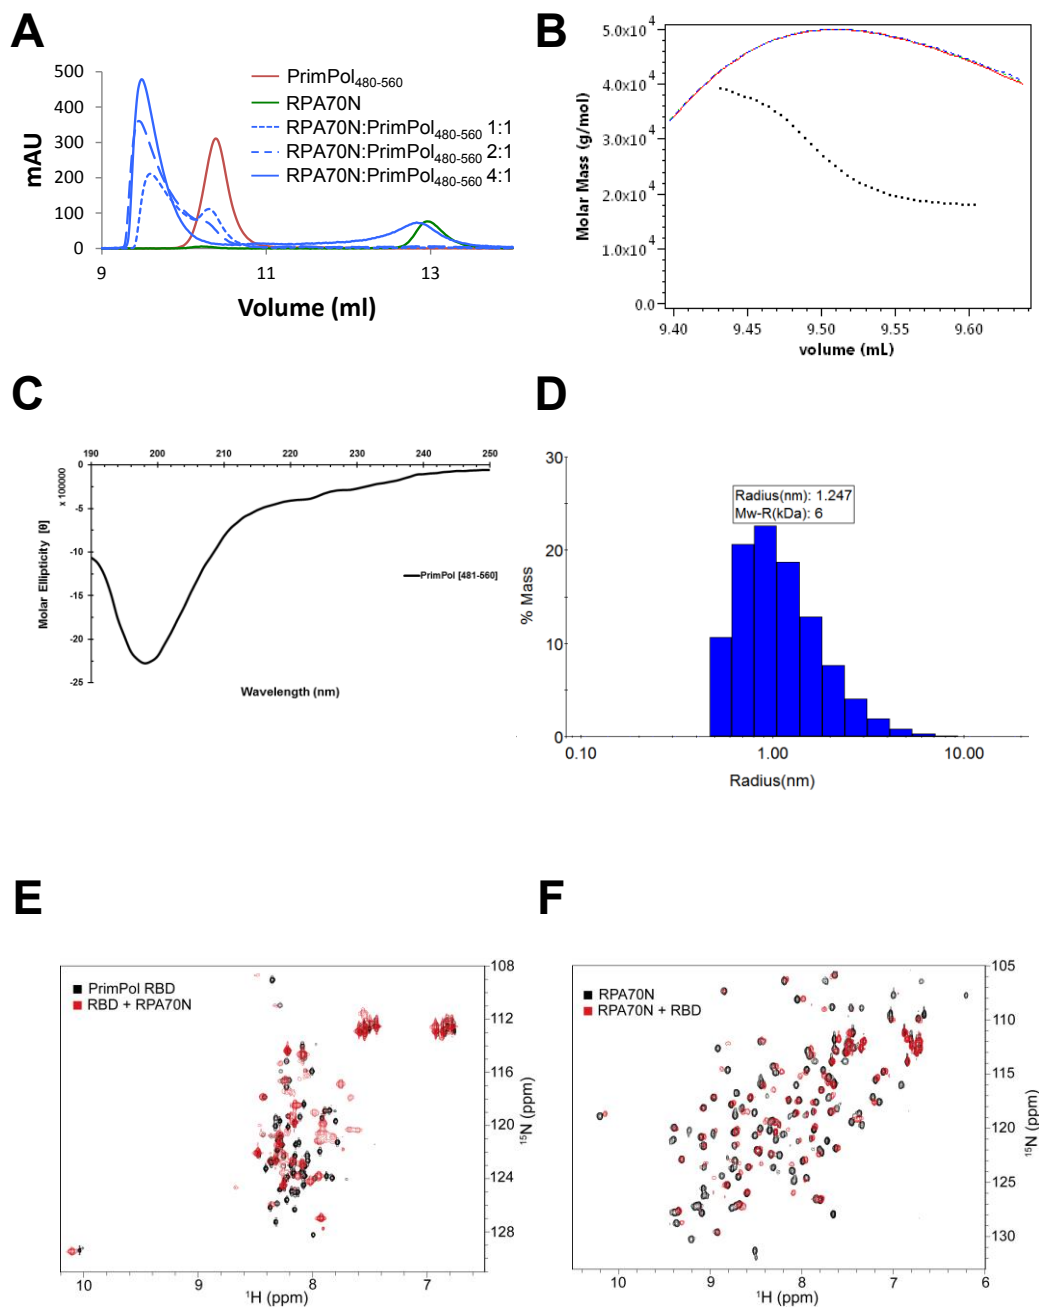 A
500
400
300
200
100
0
mAU
9
11
13
Volume (ml)
PrimPol480-560
RPA70N
RPA70N:PrimPol480-560 1:1
RPA70N:PrimPol480-560 2:1
RPA70N:PrimPol480-560 4:1
B
5.0x10^4
4.0x10^4
3.0x10^4
2.0x10^4
1.0x10^4
0.0
Molar Mass (g/mol)
9.40
9.45
9.50
9.55
9.60
volume (mL)
C
190
200
210
220
230
240
250
x 100000
0
-5
-10
-15
-20
-25
Molar Ellipticity [θ]
PrimPol [481-560]
Wavelength (nm)
D
30
20
10
0
% Mass
Radius(nm): 1.247
Mw-R(kDa): 6
0.10
1.00
10.00
Radius(nm)
E
PrimPol RBD
RBD + RPA70N
108
112
116
120
124
128
15N (ppm)
10
9
8
7
1H (ppm)
F
RPA70N
RPA70N + RBD
105
110
115
120
125
130
15N (ppm)
10
9
8
7
6
1H (ppm)